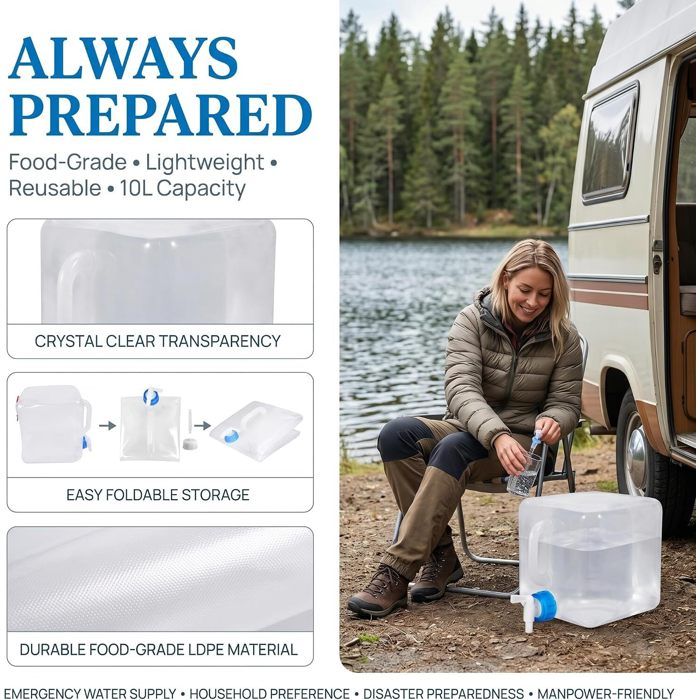 ALWAYS
PREPARED
Food-Grade • Lightweight •
Reusable • 10L Capacity
CRYSTAL CLEAR TRANSPARENCY
EASY FOLDABLE STORAGE
DURABLE FOOD-GRADE LDPE MATERIAL
EMERGENCY WATER SUPPLY • HOUSEHOLD PREFERENCE • DISASTER PREPAREDNESS • MANPOWER-FRIENDLY